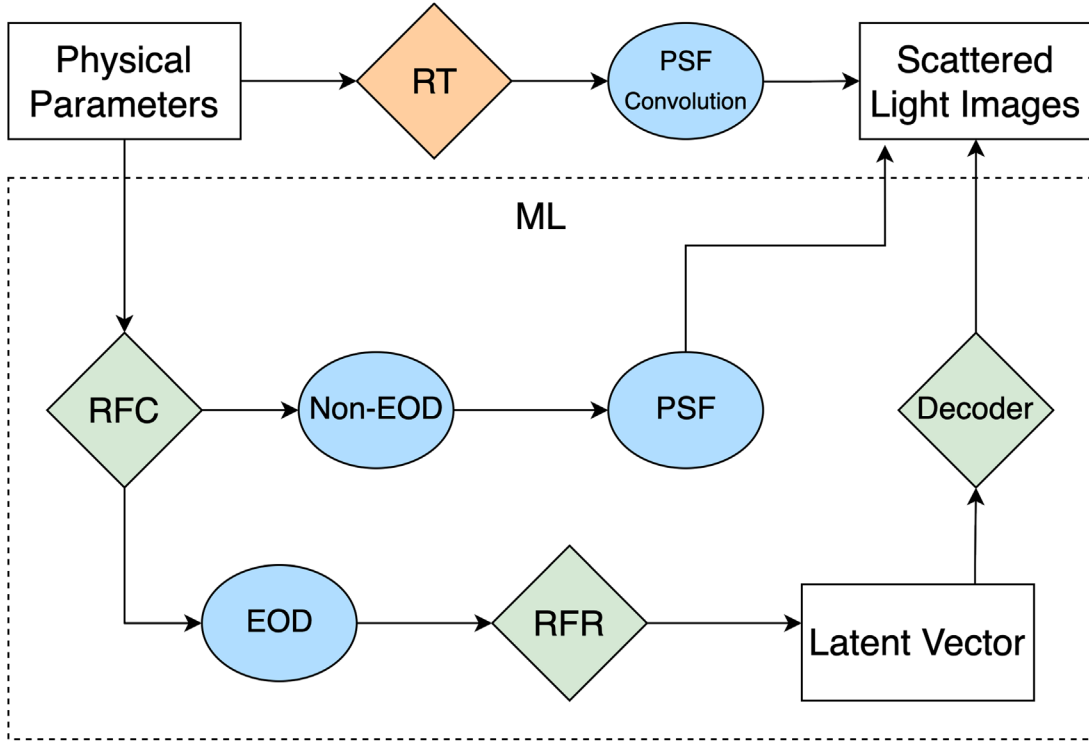 Physical
Parameters
RT
PSF
Convolution
Scattered
Light Images
ML
RFC
Non-EOD
PSF
Decoder
EOD
RFR
Latent Vector